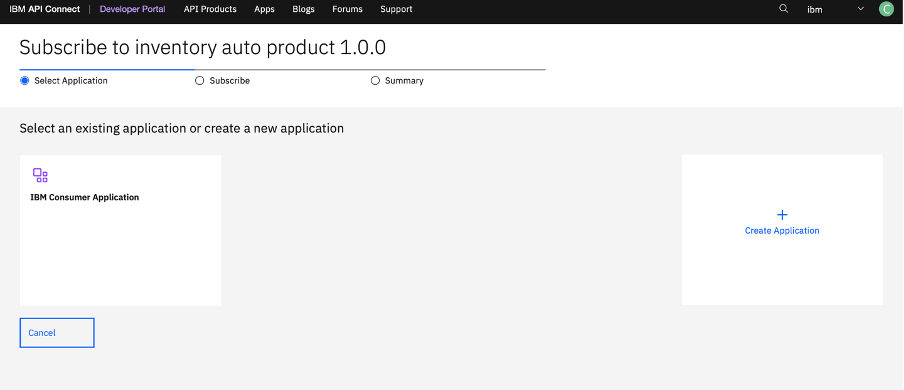 IBM API Connect | Developer Portal API Products Apps Blogs Forums Support ibm C
Subscribe to inventory auto product 1.0.0
Select Application Subscribe Summary
Select an existing application or create a new application
IBM Consumer Application
Create Application
Cancel